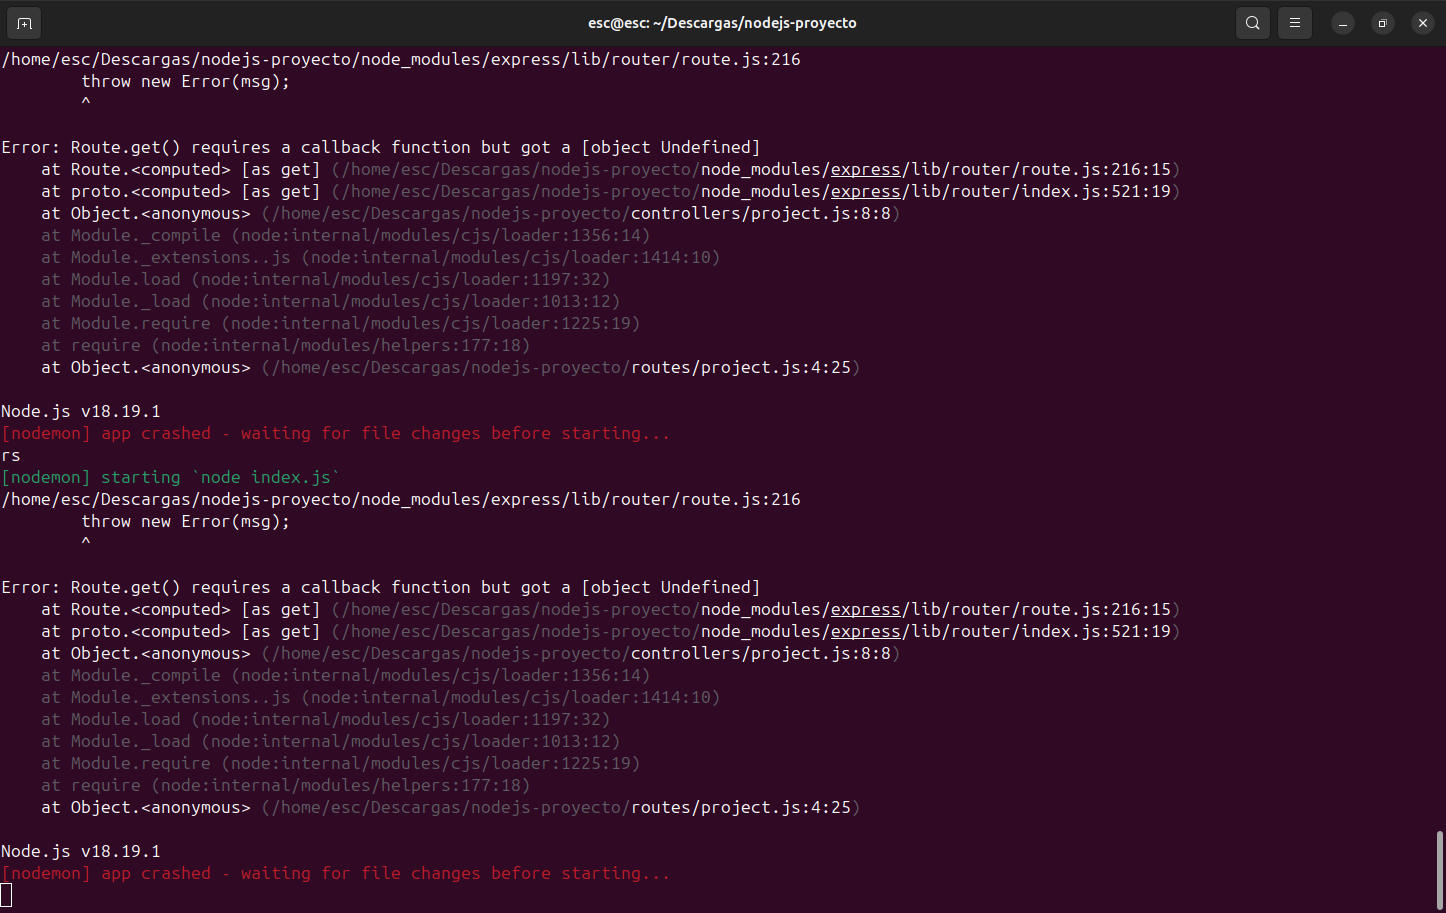 esc@esc: ~/Descargas/nodejs-proyecto
/home/esc/Descargas/nodejs-proyecto/node_modules/express/lib/router/route.js:216
        throw new Error(msg);
        ^

Error: Route.get() requires a callback function but got a [object Undefined]
    at Route.<computed> [as get] (/home/esc/Descargas/nodejs-proyecto/node_modules/express/lib/router/route.js:216:15)
    at proto.<computed> [as get] (/home/esc/Descargas/nodejs-proyecto/node_modules/express/lib/router/index.js:521:19)
    at Object.<anonymous> (/home/esc/Descargas/nodejs-proyecto/controllers/project.js:8:8)
    at Module._compile (node:internal/modules/cjs/loader:1356:14)
    at Module._extensions..js (node:internal/modules/cjs/loader:1414:10)
    at Module.load (node:internal/modules/cjs/loader:1197:32)
    at Module._load (node:internal/modules/cjs/loader:1013:12)
    at Module.require (node:internal/modules/cjs/loader:1225:19)
    at require (node:internal/modules/helpers:177:18)
    at Object.<anonymous> (/home/esc/Descargas/nodejs-proyecto/routes/project.js:4:25)

Node.js v18.19.1
[nodemon] app crashed - waiting for file changes before starting...
rs
[nodemon] starting `node index.js`
/home/esc/Descargas/nodejs-proyecto/node_modules/express/lib/router/route.js:216
        throw new Error(msg);
        ^

Error: Route.get() requires a callback function but got a [object Undefined]
    at Route.<computed> [as get] (/home/esc/Descargas/nodejs-proyecto/node_modules/express/lib/router/route.js:216:15)
    at proto.<computed> [as get] (/home/esc/Descargas/nodejs-proyecto/node_modules/express/lib/router/index.js:521:19)
    at Object.<anonymous> (/home/esc/Descargas/nodejs-proyecto/controllers/project.js:8:8)
    at Module._compile (node:internal/modules/cjs/loader:1356:14)
    at Module._extensions..js (node:internal/modules/cjs/loader:1414:10)
    at Module.load (node:internal/modules/cjs/loader:1197:32)
    at Module._load (node:internal/modules/cjs/loader:1013:12)
    at Module.require (node:internal/modules/cjs/loader:1225:19)
    at require (node:internal/modules/helpers:177:18)
    at Object.<anonymous> (/home/esc/Descargas/nodejs-proyecto/routes/project.js:4:25)

Node.js v18.19.1
[nodemon] app crashed - waiting for file changes before starting...